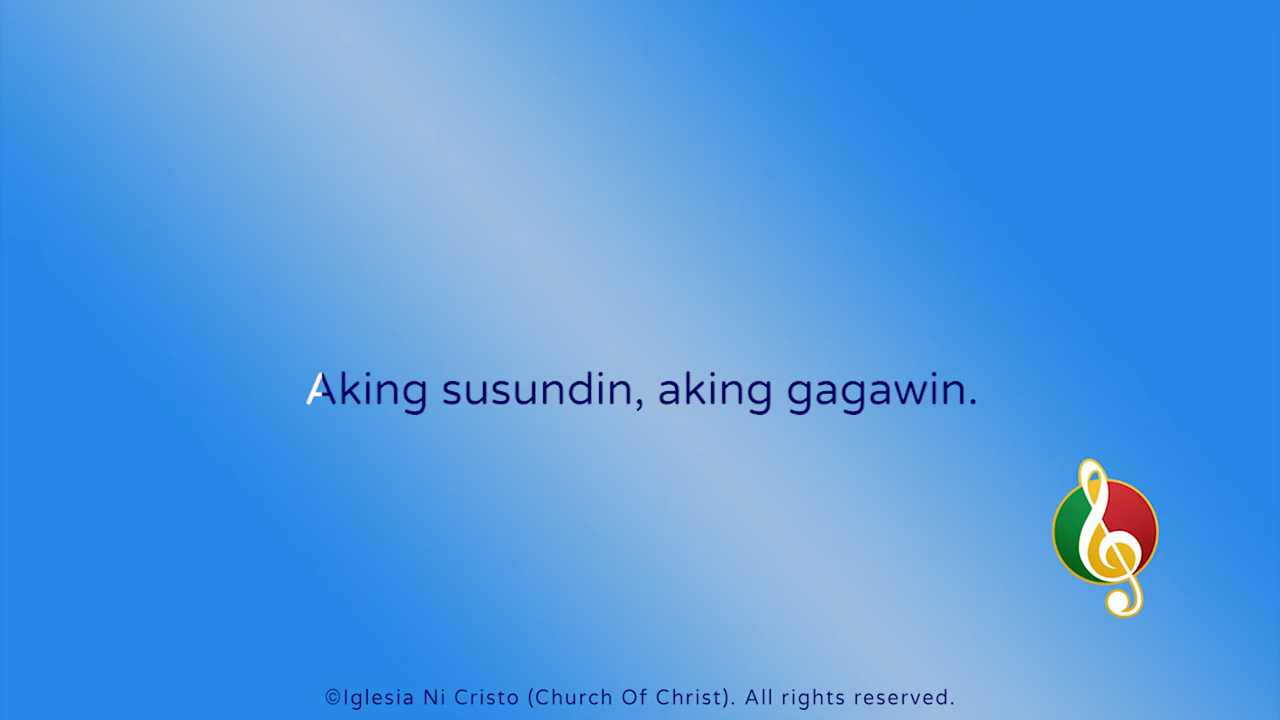 Aking susundin, aking gagawin.
©Iglesia Ni Cristo (Church Of Christ). All rights reserved.